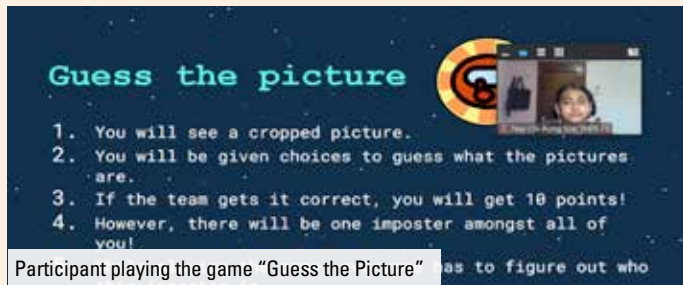 Guess the picture
1. You will see a cropped picture.
2. You will be given choices to guess what the pictures
are.
3. If the team gets it correct, you will get 10 points!
4. However, there will be one imposter amongst all of
you!
has to figure out who
Participant playing the game “Guess the Picture”